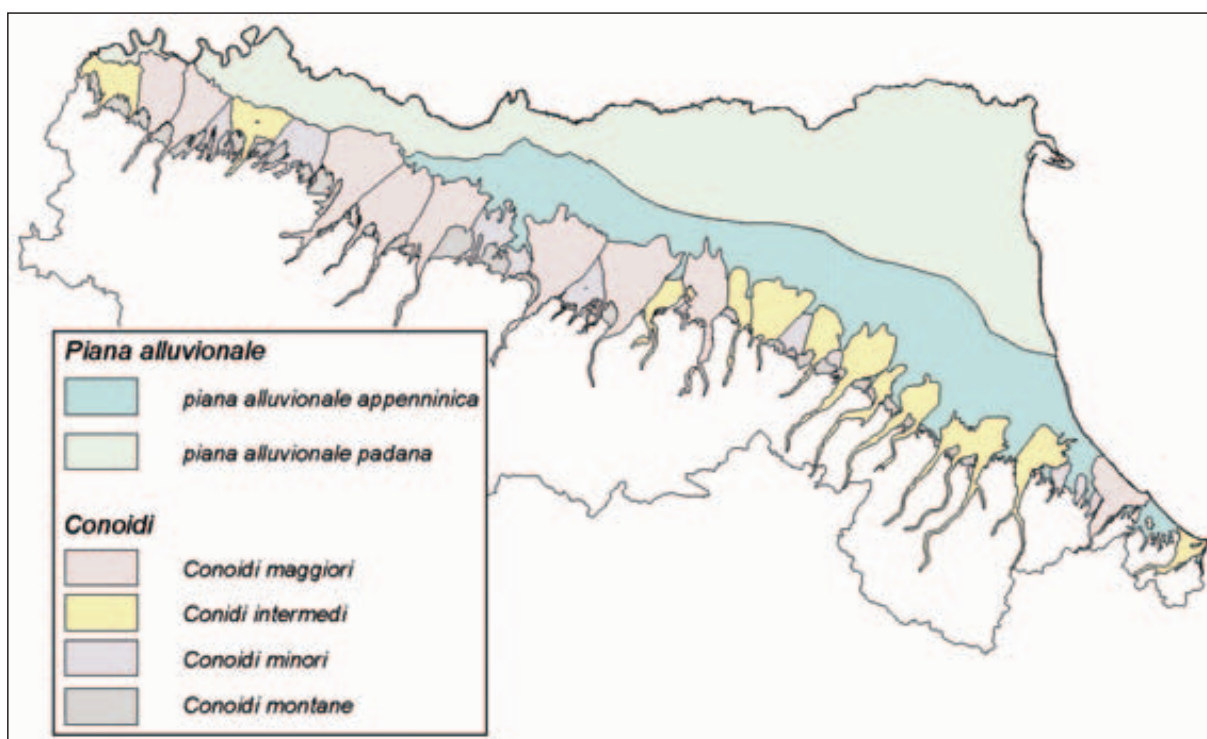 Piana alluvionale
piana alluvionale appenninica
piana alluvionale padana
Conoidi
Conoidi maggiori
Conidi intermedi
Conoidi minori
Conoidi montane